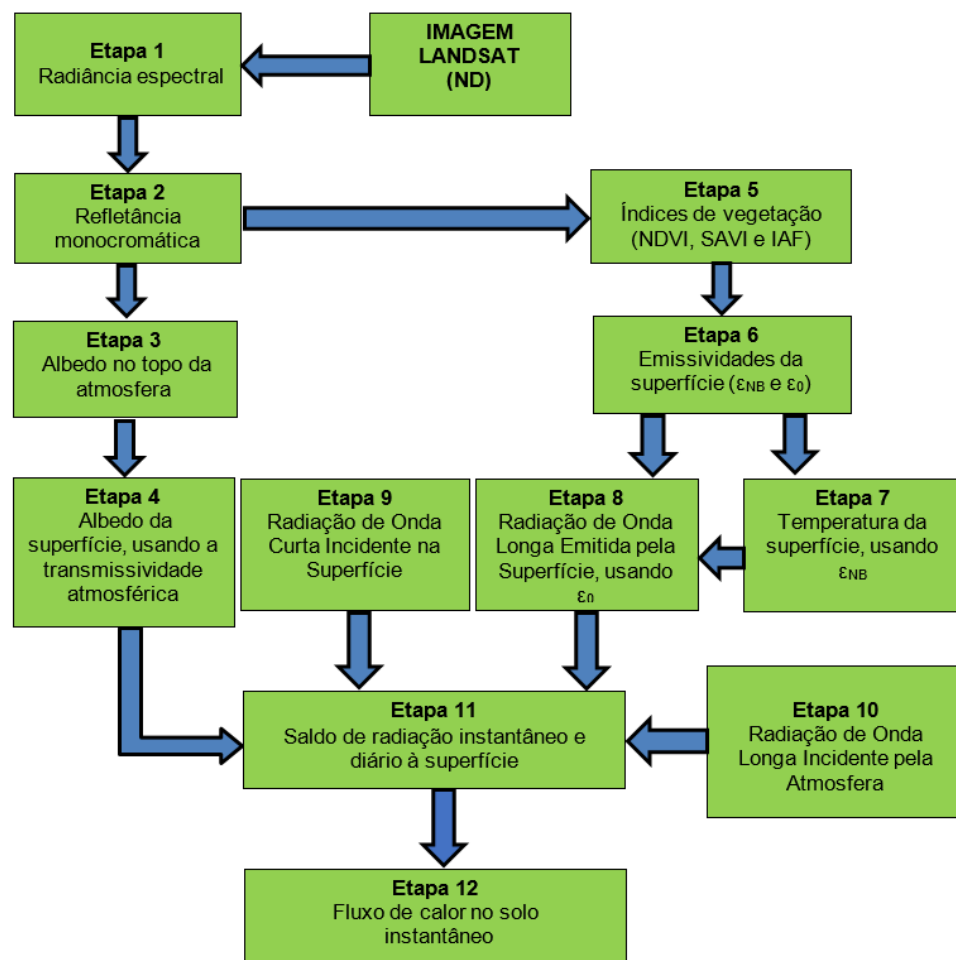 Etapa 1
Radiância espectral
IMAGEM
LANDSAT
(ND)
Etapa 2
Refletância
monocromática
Etapa 5
Índices de vegetação
(NDVI, SAVI e IAF)
Etapa 3
Albedo no topo da
atmosfera
Etapa 6
Emissividades da
superfície (εNB e ε0)
Etapa 4
Albedo da
superfície, usando a
transmissividade
atmosférica
Etapa 9
Radiação de Onda
Curta Incidente na
Superfície
Etapa 8
Radiação de Onda
Longa Emitida pela
Superfície, usando
ε0
Etapa 7
Temperatura da
superfície, usando
εNB
Etapa 11
Saldo de radiação instantâneo e
diário à superfície
Etapa 10
Radiação de Onda
Longa Incidente pela
Atmosfera
Etapa 12
Fluxo de calor no solo
instantâneo